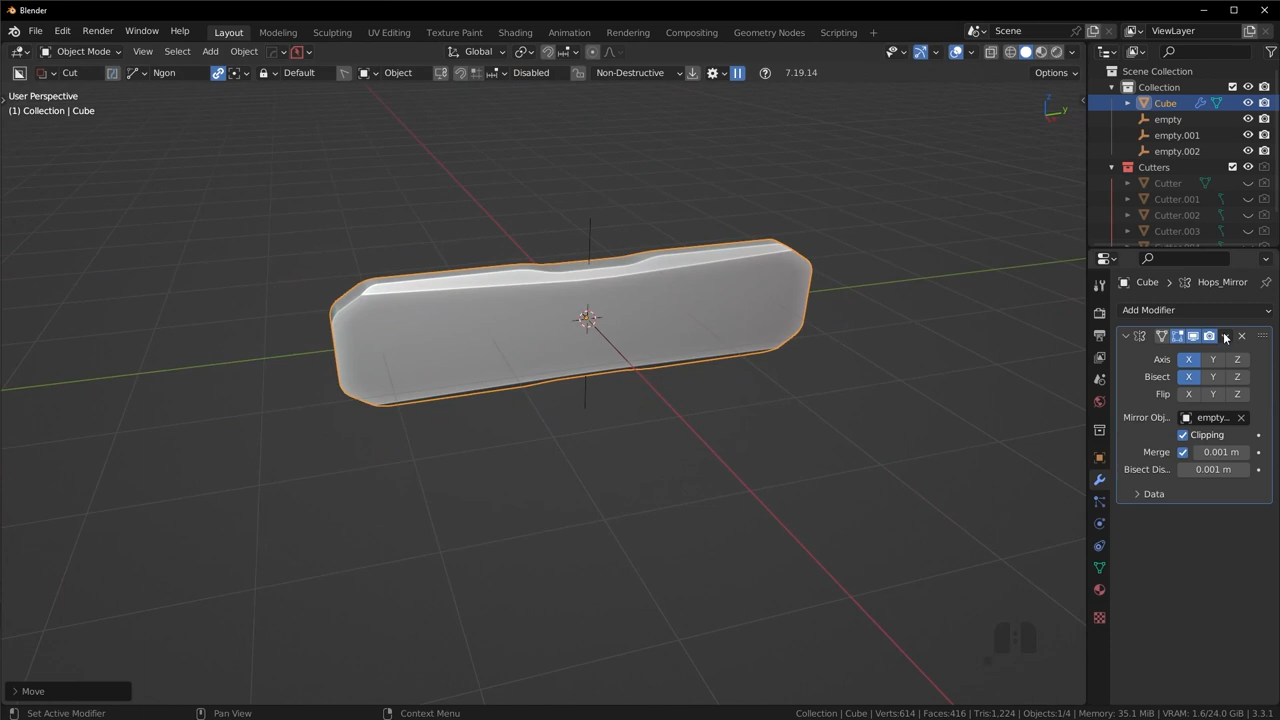 Blender
File Edit Render Window Help Layout Modeling Sculpting UV Editing Texture Paint Shading Animation Rendering Compositing Geometry Nodes Scripting Scene ViewLayer
Object Mode View Select Add Object Global
Cut Ngon Default Object Disabled Non-Destructive 7.19.14 Options
User Perspective
(1) Collection | Cube
z
y
Scene Collection
Collection
Cube
empty
empty.001
empty.002
Cutters
Cutter
Cutter.001
Cutter.002
Cutter.003
Cube > Hops_Mirror
Add Modifier
Axis X Y Z
Bisect X Y Z
Flip X Y Z
Mirror Obj.. empty...
Clipping
Merge 0.001 m
Bisect Dis... 0.001 m
> Data
> Move
Set Active Modifier Pan View Context Menu Collection | Cube | Verts:614 | Faces:416 | Tris:1,224 | Objects:1/4 | Memory: 35.1 MiB | VRAM: 1.6/24.0 GiB | 3.3.1